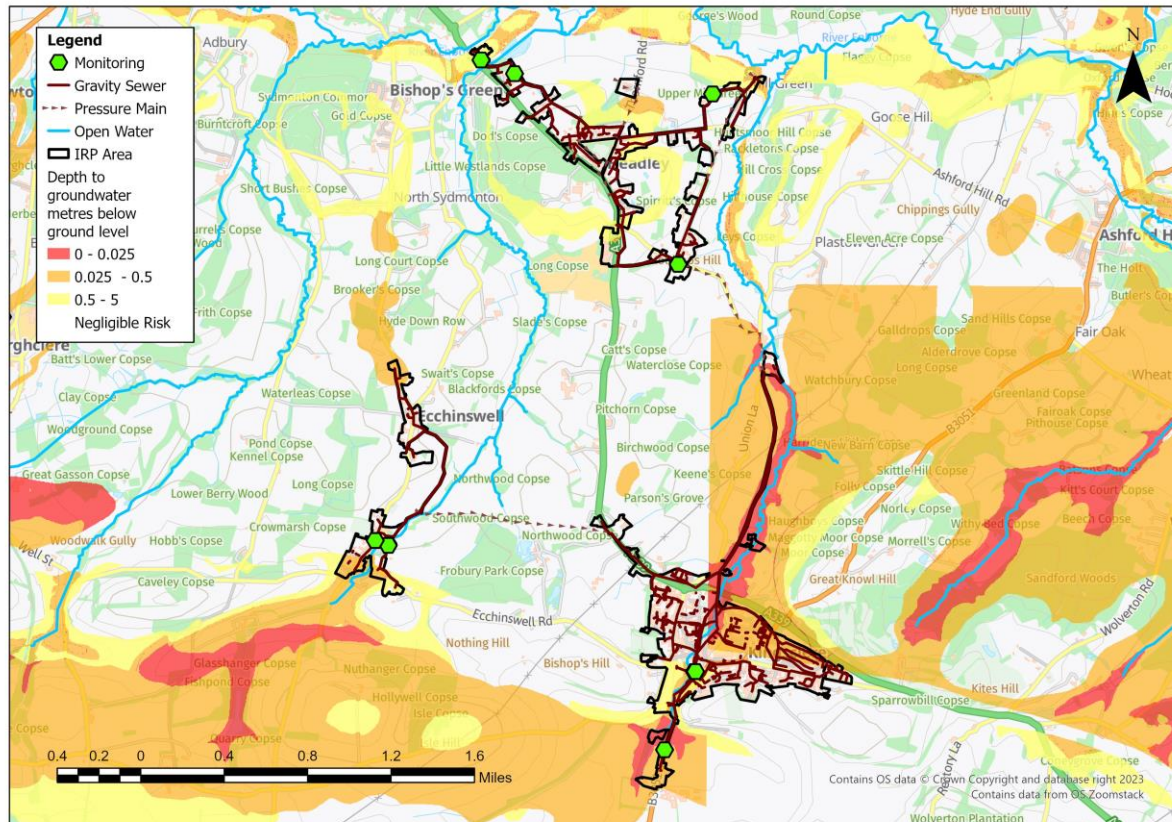 Legend
Monitoring
Gravity Sewer
Pressure Main
Open Water
IRP Area
Depth to
groundwater
metres below
ground level
0 - 0.025
0.025 - 0.5
0.5 - 5
Negligible Risk
N
Adbury
George's Wood
Round Copse
Hyde End Gully
Sydmonton Common
Burntcroft Copse
Gold Copse
Bishop's Green
Goose Hill
Dort's Copse
Hill Copse
Rackletons Copse
Little Westlands Copse
Short Bushes Copse
North Sydmonton
Ashford Hill Rd
Chippings Gully
Plastow Green
Eleven Acre Copse
Ashford H
The Holt
Butler's Co
Long Court Copse
Long Copse
Brooker's Copse
Frith Copse
Hyde Down Row
Slade's Copse
Galldrops Copse
Sand Hills Copse
Fair Oak
Batt's Lower Copse
Catt's Copse
Waterclose Copse
Alderdrove Copse
Long Copse
Clay Copse
Swait's Copse
Blackfords Copse
Watchbury Copse
Wheat
Waterleas Copse
Ecchinswell
Pitchorn Copse
Union La
Greenland Copse
B3051
Fairoak Copse
Pithouse Copse
Woodground Copse
Pond Copse
Kennel Copse
Birchwood Copse
New Barn Copse
Great Gasson Copse
Long Copse
Northwood Copse
Keene's Copse
Skittle Hill Copse
Folly Copse
Kitt's Court Copse
Lower Berry Wood
Parson's Grove
Norley Copse
Beech Copse
Crowmarsh Copse
Southwood Copse
Haughboys Copse
Withy Bed Copse
Well St
Woodwalk Gully
Hobb's Copse
Northwood Cop
Maggotty Moor Copse
Moor Copse
Morrell's Copse
Caveley Copse
Frobury Park Copse
Great Knowl Hill
Sandford Woods
Ecchinswell Rd
A339
Wolverton Rd
Nothing Hill
Bishop's Hill
Glasshanger Copse
Fishpond Copse
Nuthanger Copse
Hollywell Copse
Isle Copse
Kites Hill
Sparrowbill Copse
Quarry Copse
Rectory La
0.4 0 0.4 0.8 1.2 1.6
Miles
Contains OS data © Crown Copyright and database right 2023
Contains data from OS Zoomstack
Wolverton Plantation